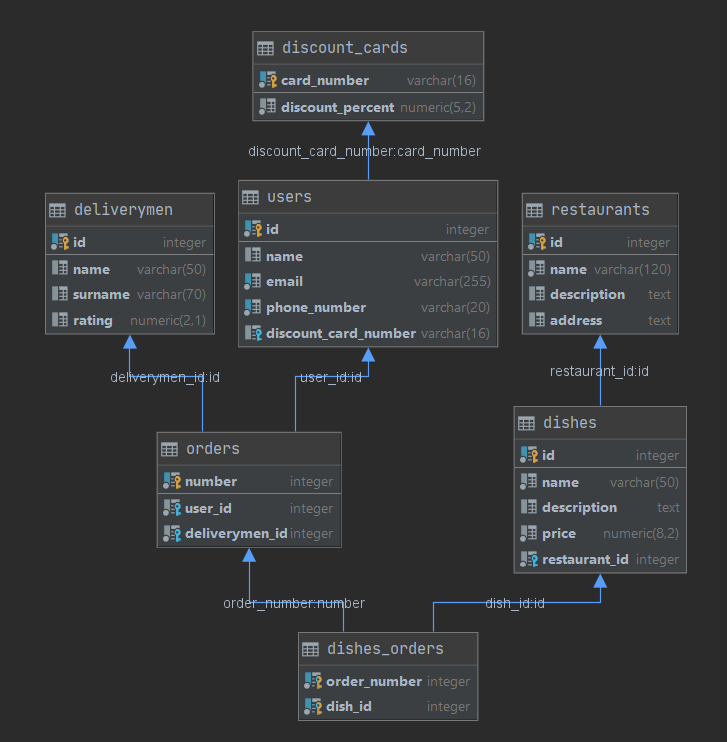 discount_cards
card_number varchar(16)
discount_percent numeric(5,2)
discount_card_number:card_number
deliverymen
id integer
name varchar(50)
surname varchar(70)
rating numeric(2,1)
users
id integer
name varchar(50)
email varchar(255)
phone_number varchar(20)
discount_card_number varchar(16)
restaurants
id integer
name varchar(120)
description text
address text
deliverymen_id:id
user_id:id
restaurant_id:id
orders
number integer
user_id integer
deliverymen_id integer
dishes
id integer
name varchar(50)
description text
price numeric(8,2)
restaurant_id integer
order_number:number
dish_id:id
dishes_orders
order_number integer
dish_id integer